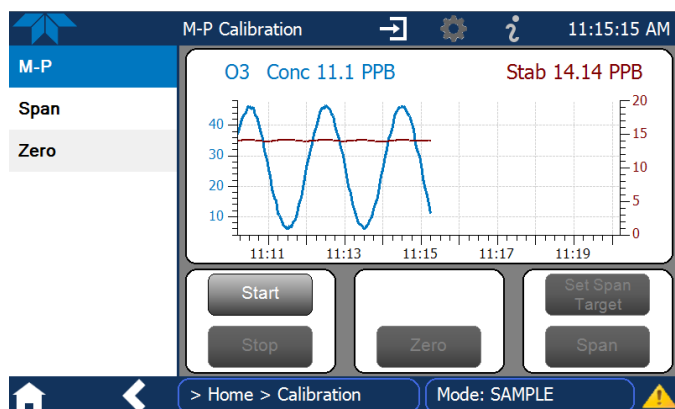 M-P Calibration
11:15:15 AM
M-P
Span
Zero
O3 Conc 11.1 PPB
Stab 14.14 PPB
40
30
20
10
20
15
10
5
0
11:11 11:13 11:15 11:17 11:19
Start
Stop
Zero
Set Span
Target
Span
> Home > Calibration
Mode: SAMPLE